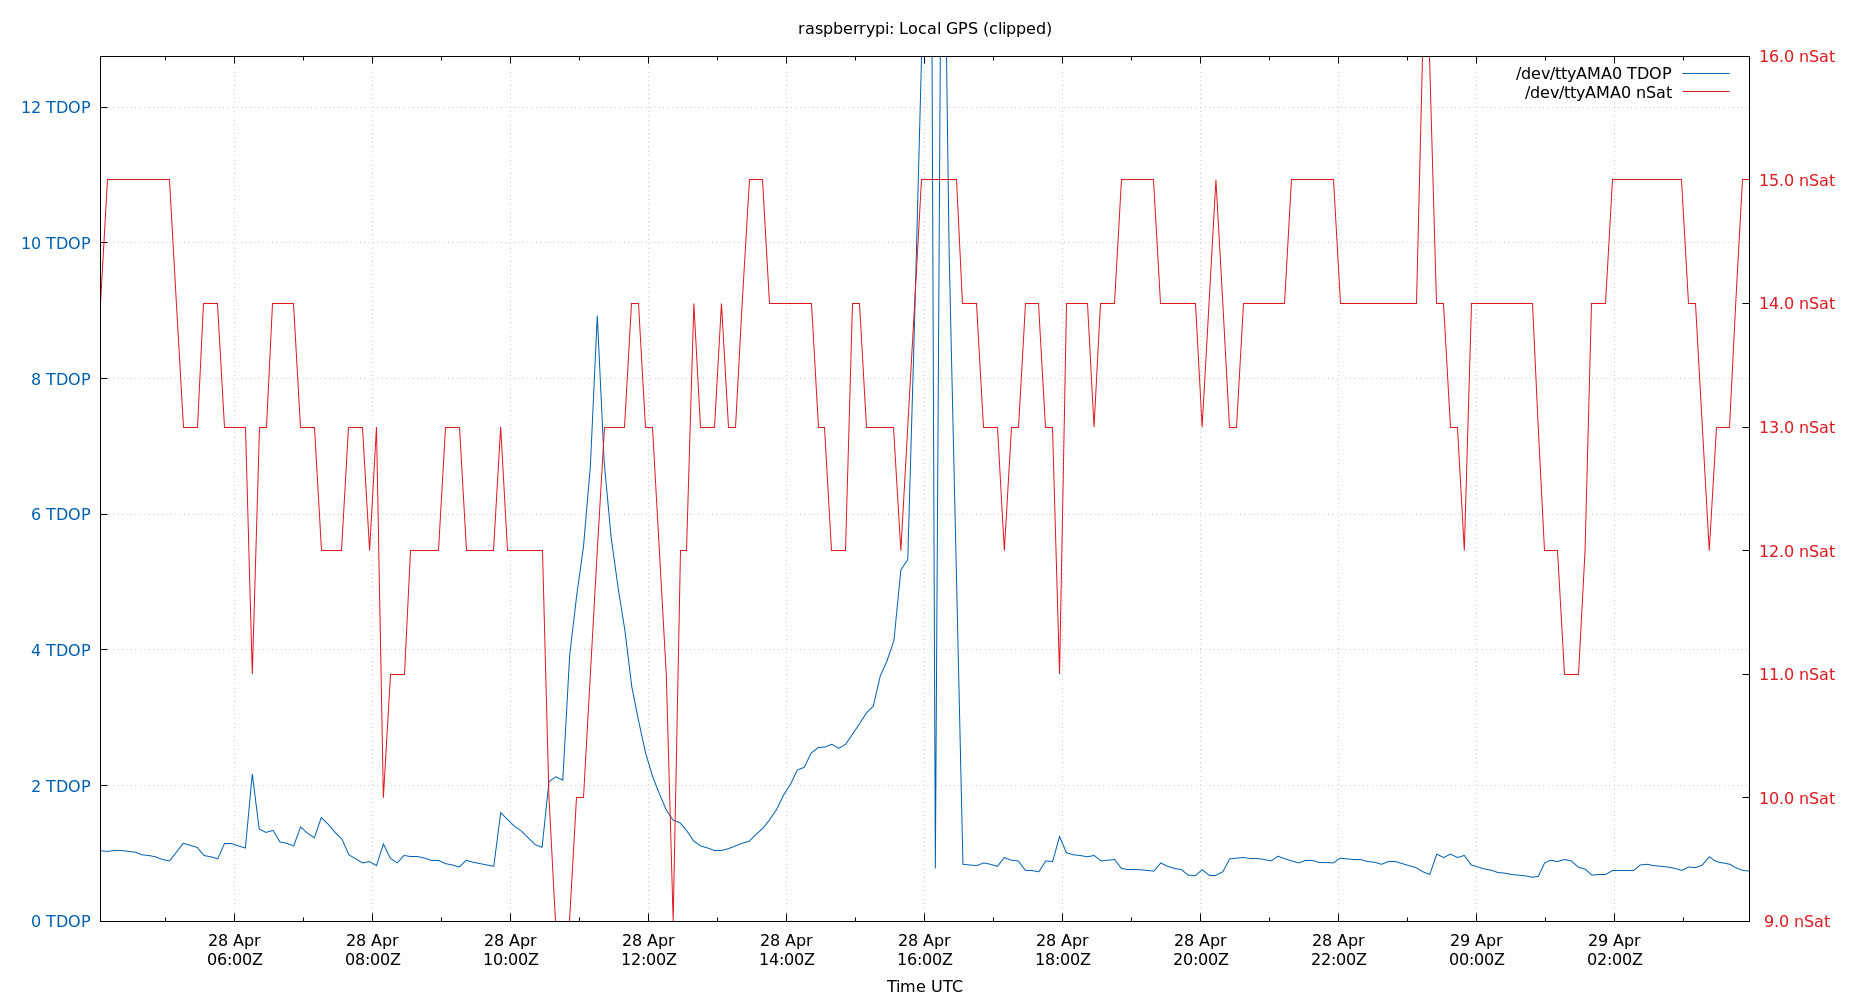 raspberrypi: Local GPS (clipped)
/dev/ttyAMA0 TDOP
/dev/ttyAMA0 nSat
12 TDOP
10 TDOP
8 TDOP
6 TDOP
4 TDOP
2 TDOP
0 TDOP
16.0 nSat
15.0 nSat
14.0 nSat
13.0 nSat
12.0 nSat
11.0 nSat
10.0 nSat
9.0 nSat
28 Apr 28 Apr 28 Apr 28 Apr 28 Apr 28 Apr 28 Apr 28 Apr 28 Apr 29 Apr 29 Apr
06:00Z 08:00Z 10:00Z 12:00Z 14:00Z 16:00Z 18:00Z 20:00Z 22:00Z 00:00Z 02:00Z
Time UTC